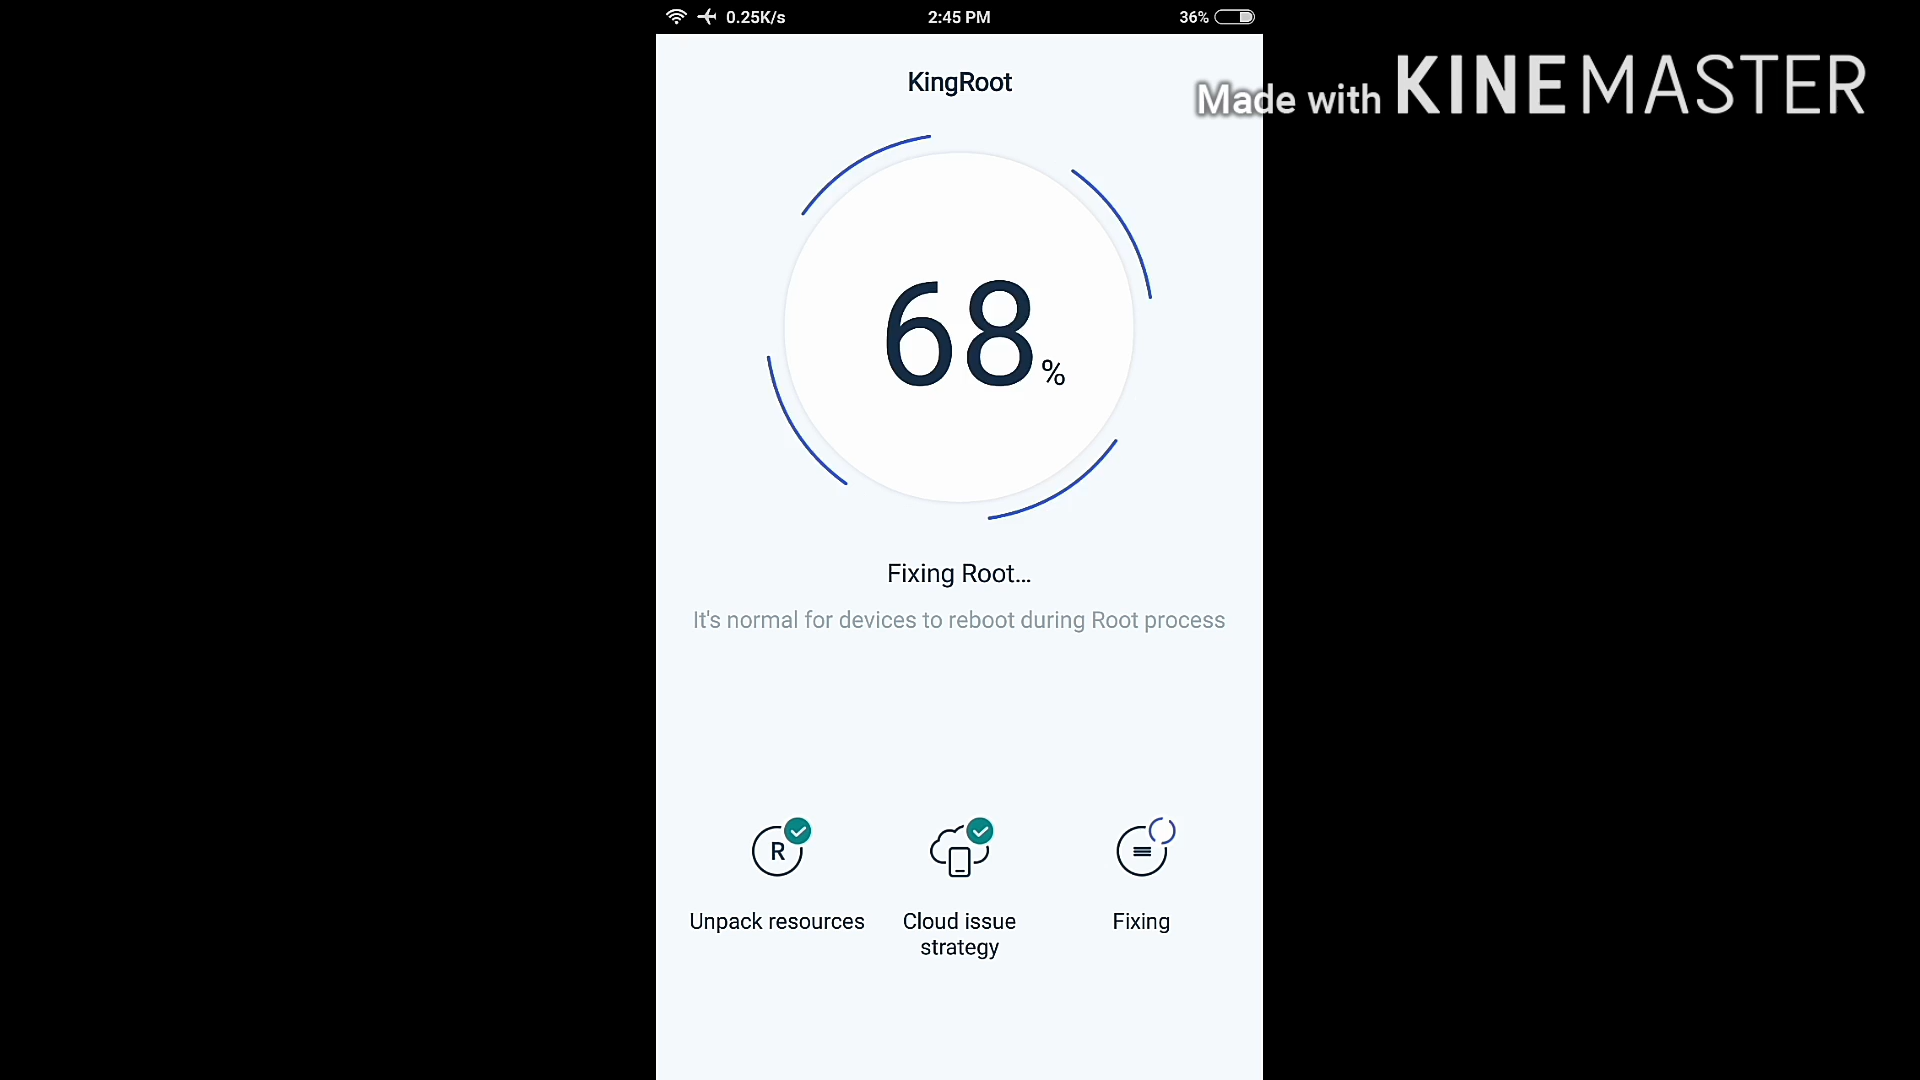 0.25K/s 2:45 PM 36%
KingRoot
Made with KINEMASTER
68%
Fixing Root...
It's normal for devices to reboot during Root process
R
Unpack resources
Cloud issue
strategy
Fixing